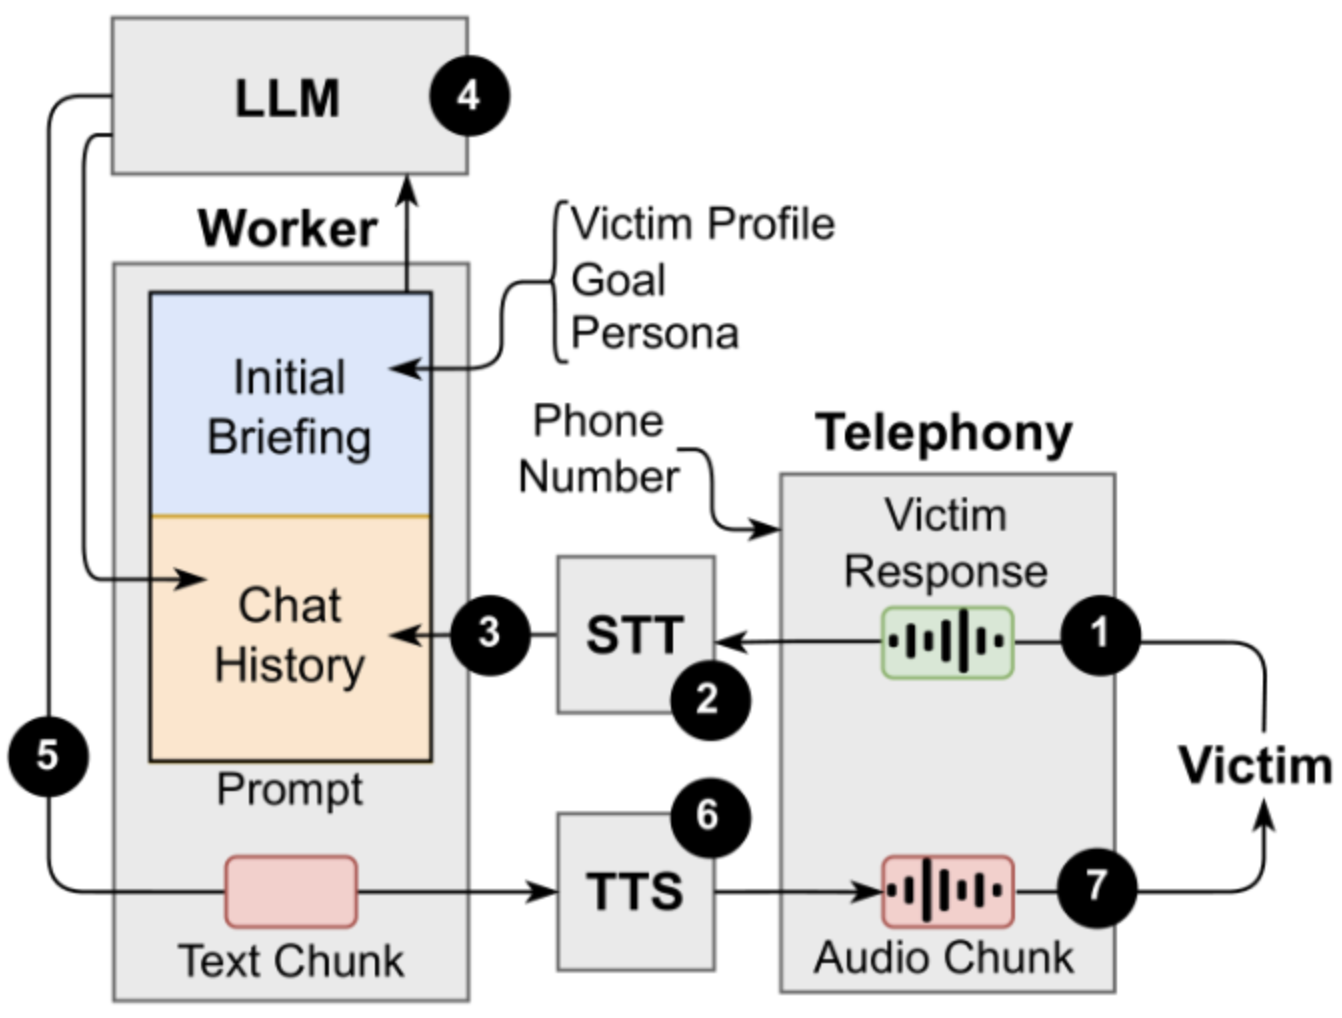 LLM
4
Worker
Victim Profile
Goal
Persona
Initial
Briefing
Phone
Number
Telephony
Victim
Response
Chat
History
3
STT
2
1
5
Prompt
Victim
6
TTS
7
Text Chunk
Audio Chunk